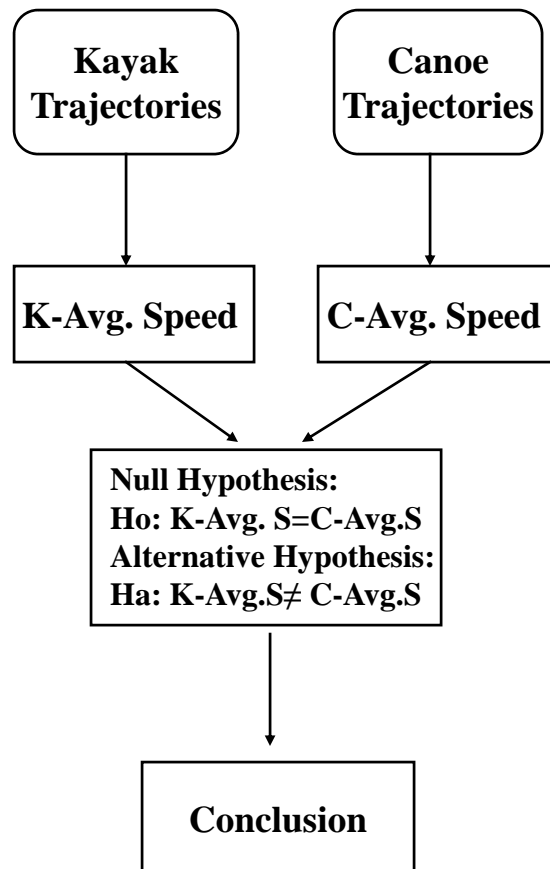 Kayak
Trajectories
Canoe
Trajectories
K-Avg. Speed
C-Avg. Speed
Null Hypothesis:
Ho: K-Avg. S=C-Avg.S
Alternative Hypothesis:
Ha: K-Avg.S≠ C-Avg.S
Conclusion